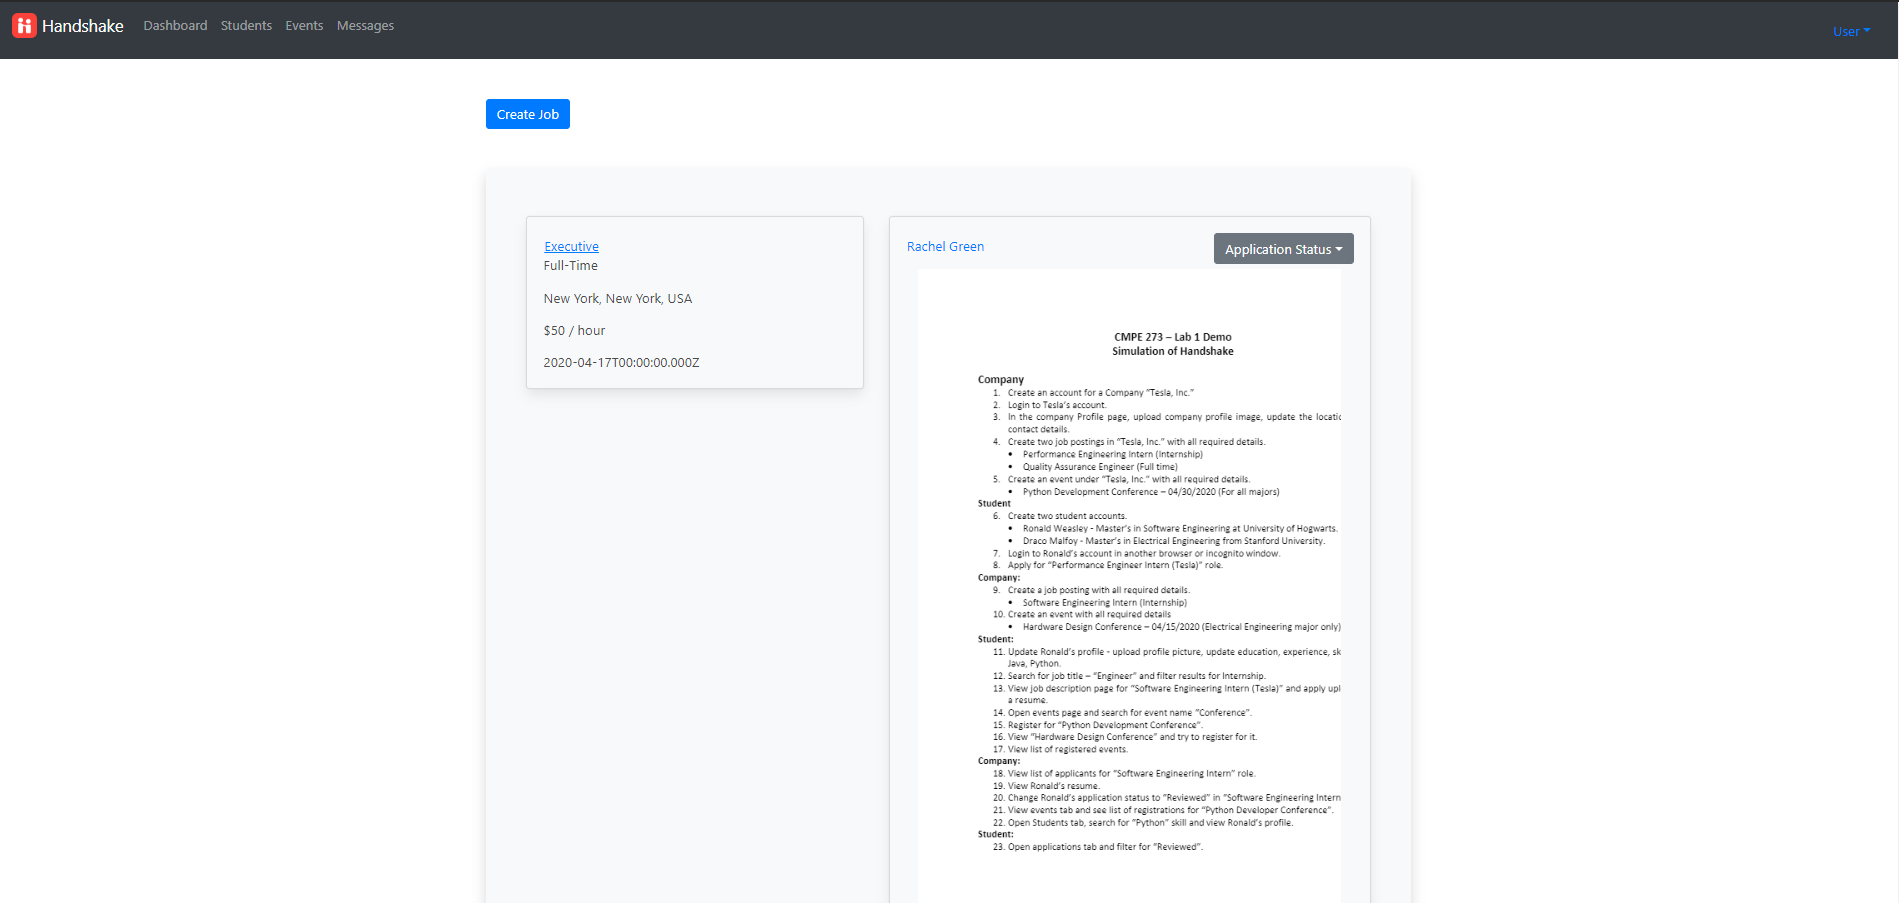 Handshake Dashboard Students Events Messages
User
Create Job
Executive
Full-Time
New York, New York, USA
$50 / hour
2020-04-17T00:00:00.000Z
Rachel Green
Application Status
CMPE 273 – Lab 1 Demo
Simulation of Handshake
Company
1. Create an account for a Company “Tesla, Inc.”
2. Login to Tesla’s account.
3. In the company Profile page, upload company profile image, update the locatic
contact details.
4. Create two job postings in “Tesla, Inc.” with all required details.
• Performance Engineering Intern (Internship)
• Quality Assurance Engineer (Full time)
5. Create an event under “Tesla, Inc.” with all required details.
• Python Development Conference – 04/30/2020 (For all majors)
Student
6. Create two student accounts.
• Ronald Weasley - Master’s in Software Engineering at University of Hogwarts.
• Draco Malfoy - Master’s in Electrical Engineering from Stanford University.
7. Login to Ronald’s account in another browser or incognito window.
8. Apply for “Performance Engineer Intern (Tesla)” role.
Company:
9. Create a job posting with all required details.
• Software Engineering Intern (Internship)
10. Create an event with all required details
• Hardware Design Conference – 04/15/2020 (Electrical Engineering major only)
Student:
11. Update Ronald’s profile - upload profile picture, update education, experience, sk
Java, Python.
12. Search for job title – “Engineer” and filter results for Internship.
13. View job description page for “Software Engineering Intern (Tesla)” and apply upl
a resume.
14. Open events page and search for event name “Conference”.
15. Register for “Python Development Conference”.
16. View “Hardware Design Conference” and try to register for it.
17. View list of registered events.
Company:
18. View list of applicants for “Software Engineering Intern” role.
19. View Ronald’s resume.
20. Change Ronald’s application status to “Reviewed” in “Software Engineering Intern
21. View events tab and see list of registrations for “Python Developer Conference”.
22. Open Students tab, search for “Python” skill and view Ronald’s profile.
Student:
23. Open applications tab and filter for “Reviewed”.